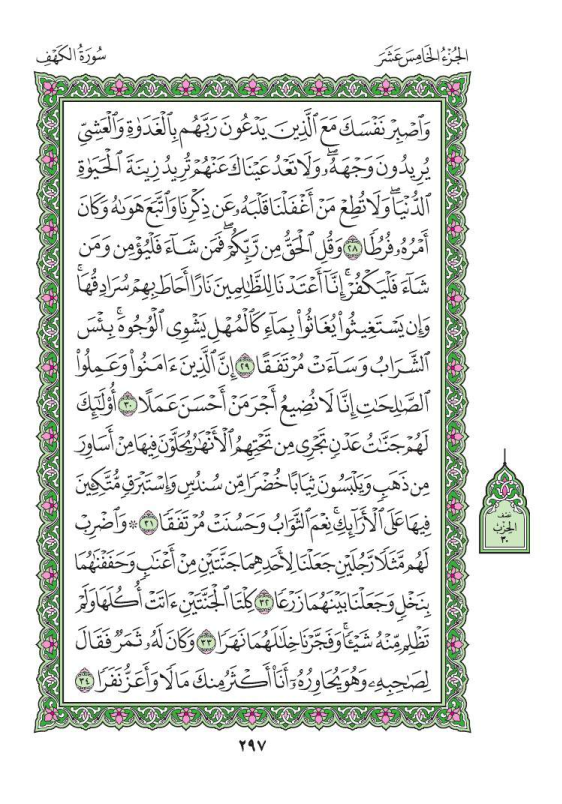 الجُزْءُ الخَامِسَ عَشَرَ
سُورَةُ الكَهْفِ
وَٱصْبِرْ نَفْسَكَ مَعَ ٱلَّذِينَ يَدْعُونَ رَبَّهُم بِٱلْغَدَوٰةِ وَٱلْعَشِىِّ
يُرِيدُونَ وَجْهَهُۥۖ وَلَا تَعْدُ عَيْنَاكَ عَنْهُمْ تُرِيدُ زِينَةَ ٱلْحَيَوٰةِ
ٱلدُّنْيَاۖ وَلَا تُطِعْ مَنْ أَغْفَلْنَا قَلْبَهُۥ عَن ذِكْرِنَا وَٱتَّبَعَ هَوَىٰهُ وَكَانَ
أَمْرُهُۥ فُرُطًا ٢٨ وَقُلِ ٱلْحَقُّ مِن رَّبِّكُمْۖ فَمَن شَآءَ فَلْيُؤْمِن وَمَن
شَآءَ فَلْيَكْفُرْۚ إِنَّآ أَعْتَدْنَا لِلظَّٰلِمِينَ نَارًا أَحَاطَ بِهِمْ سُرَادِقُهَاۚ
وَإِن يَسْتَغِيثُوا۟ يُغَاثُوا۟ بِمَآءٍ كَٱلْمُهْلِ يَشْوِى ٱلْوُجُوهَۚ بِئْسَ
ٱلشَّرَابُ وَسَآءَتْ مُرْتَفَقًا ٢٩ إِنَّ ٱلَّذِينَ ءَامَنُوا۟ وَعَمِلُوا۟
ٱلصَّٰلِحَٰتِ إِنَّا لَا نُضِيعُ أَجْرَ مَنْ أَحْسَنَ عَمَلًا ٣٠ أُو۟لَٰٓئِكَ
لَهُمْ جَنَّٰتُ عَدْنٍ تَجْرِى مِن تَحْتِهِمُ ٱلْأَنْهَٰرُ يُحَلَّوْنَ فِيهَا مِنْ أَسَاوِرَ
مِن ذَهَبٍ وَيَلْبَسُونَ ثِيَابًا خُضْرًا مِّن سُندُسٍ وَإِسْتَبْرَقٍ مُّتَّكِـِٔينَ
فِيهَا عَلَى ٱلْأَرَآئِكِۚ نِعْمَ ٱلثَّوَابُ وَحَسُنَتْ مُرْتَفَقًا ٣١ ۞ وَٱضْرِبْ
لَهُم مَّثَلًا رَّجُلَيْنِ جَعَلْنَا لِأَحَدِهِمَا جَنَّتَيْنِ مِنْ أَعْنَٰبٍ وَحَفَفْنَٰهُمَا
بِنَخْلٍ وَجَعَلْنَا بَيْنَهُمَا زَرْعًا ٣٢ كِلْتَا ٱلْجَنَّتَيْنِ ءَاتَتْ أُكُلَهَا وَلَمْ
تَظْلِم مِّنْهُ شَيْـًٔاۚ وَفَجَّرْنَا خِلَٰلَهُمَا نَهَرًا ٣٣ وَكَانَ لَهُۥ ثَمَرٌ فَقَالَ
لِصَٰحِبِهِۦ وَهُوَ يُحَاوِرُهُۥٓ أَنَا۠ أَكْثَرُ مِنكَ مَالًا وَأَعَزُّ نَفَرًا ٣٤
نصف
الحزب
٣٠
٢٩٧